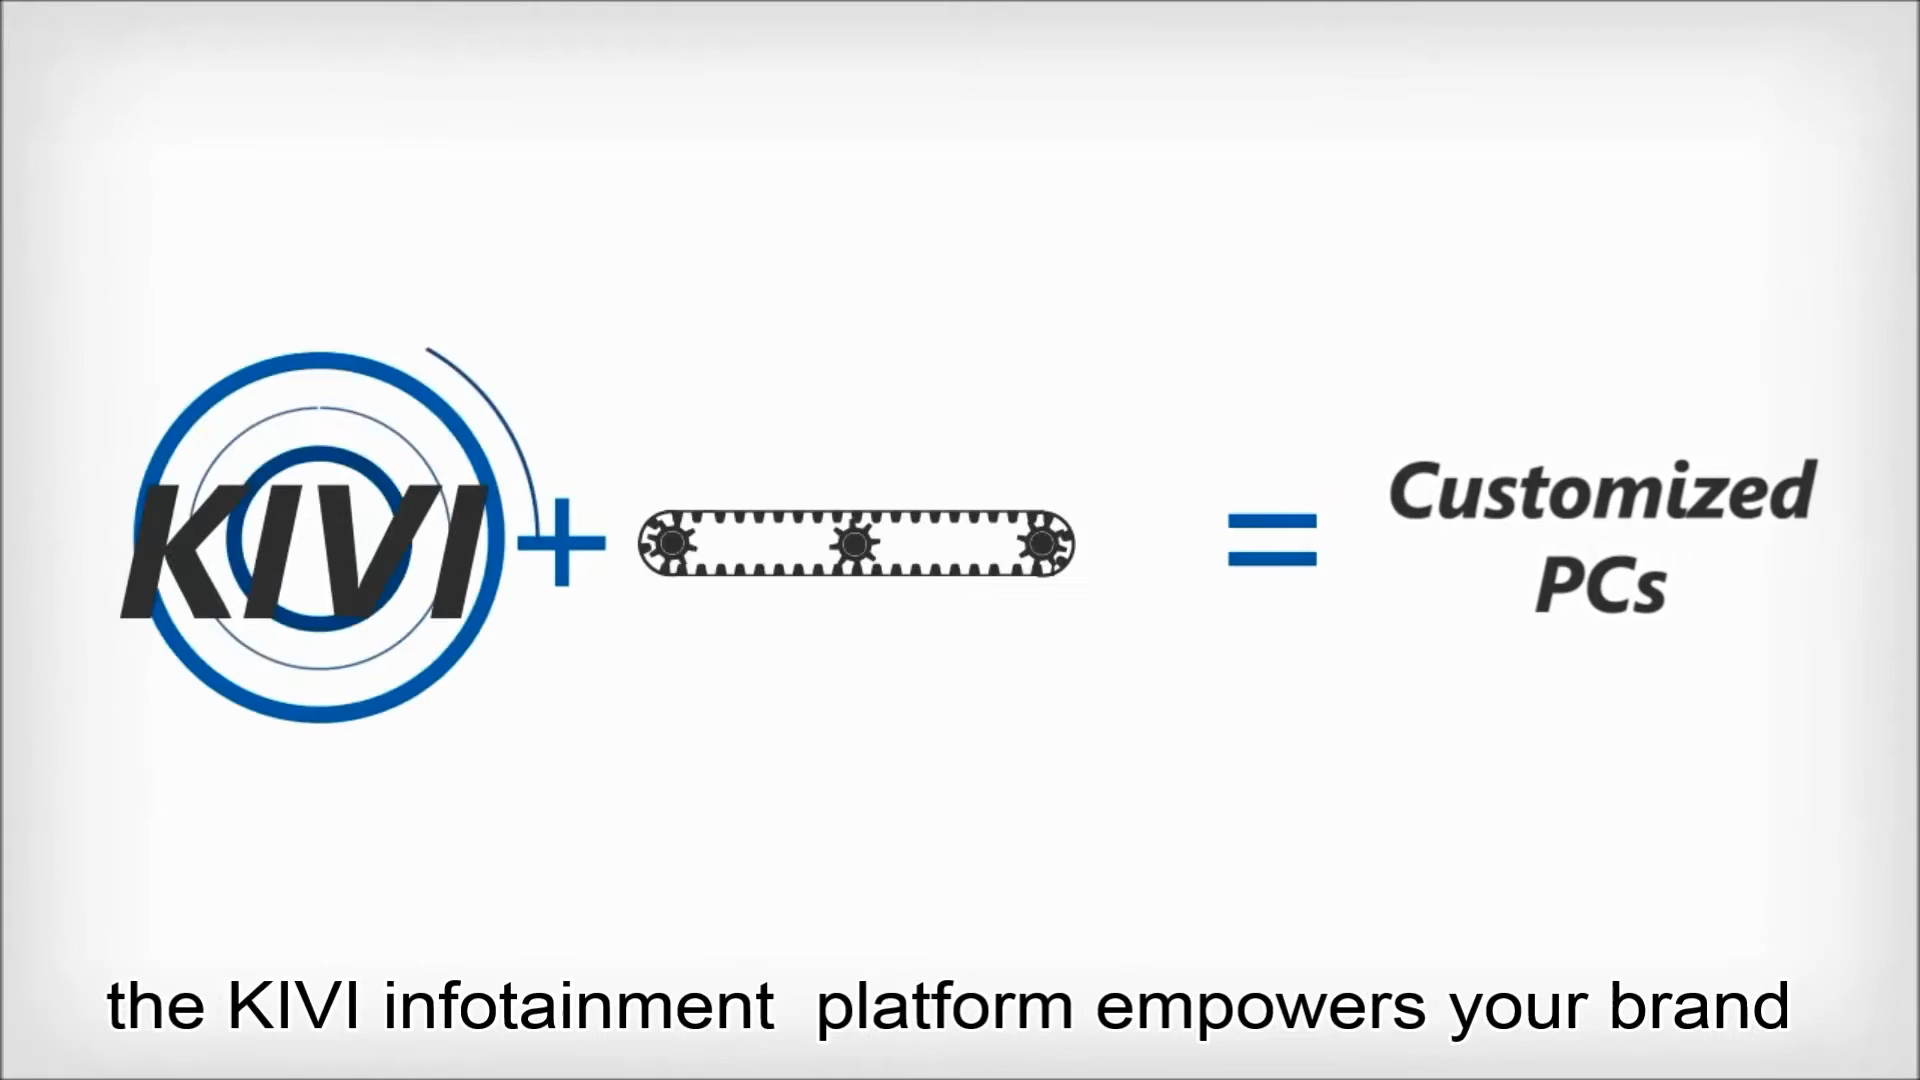 KIVI
+
=
Customized
PCs
the KIVI infotainment platform empowers your brand